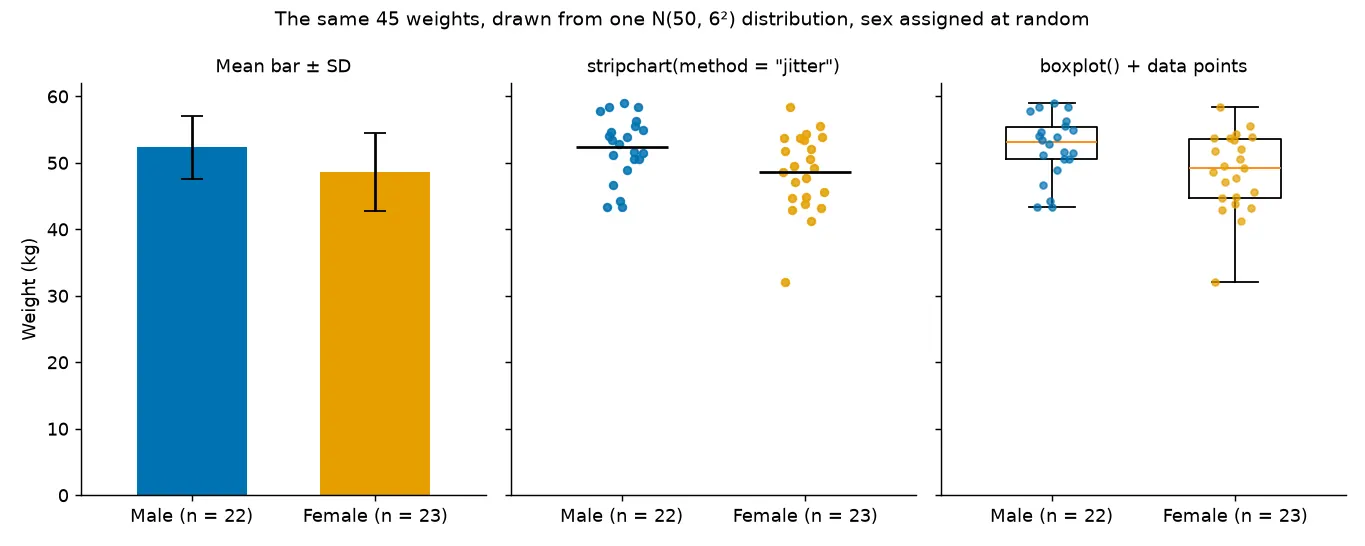 The same 45 weights, drawn from one N(50, 6²) distribution, sex assigned at random
Mean bar ± SD
stripchart(method = "jitter")
boxplot() + data points
Weight (kg)
60
50
40
30
20
10
0
Male (n = 22)
Female (n = 23)
Male (n = 22)
Female (n = 23)
Male (n = 22)
Female (n = 23)